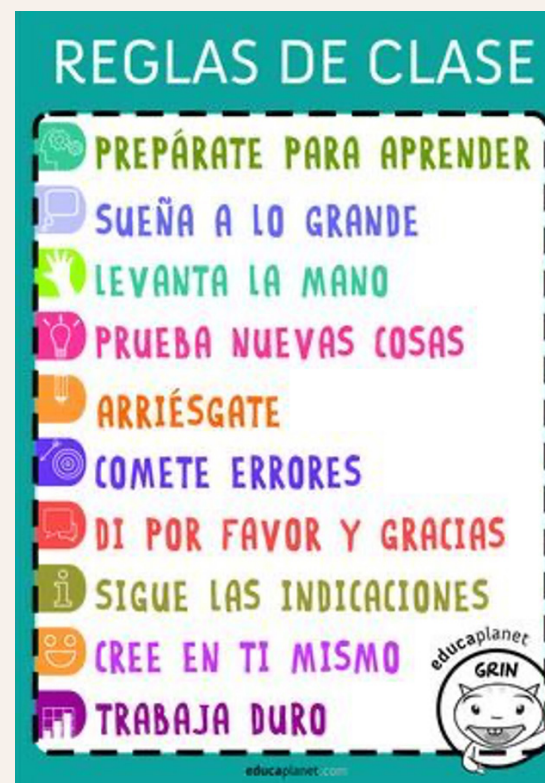 REGLAS DE CLASE
PREPÁRATE PARA APRENDER
SUEÑA A LO GRANDE
LEVANTA LA MANO
PRUEBA NUEVAS COSAS
ARRIÉSGATE
COMETE ERRORES
DI POR FAVOR Y GRACIAS
SIGUE LAS INDICACIONES
CREE EN TI MISMO
TRABAJA DURO
educaplanet
GRIN
educaplanet.com